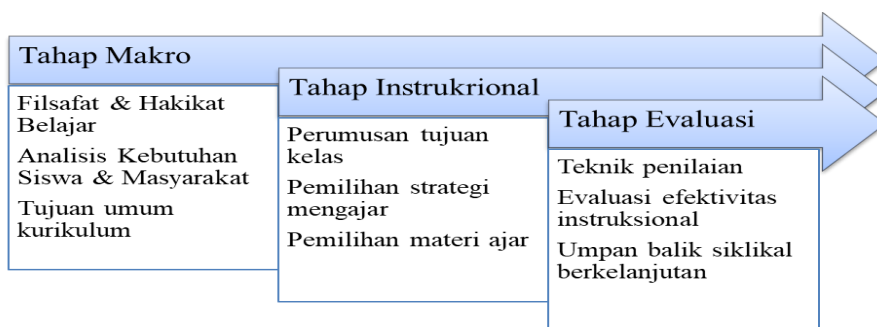 Tahap Makro
Filsafat & Hakikat
Belajar
Analisis Kebutuhan
Siswa & Masyarakat
Tujuan umum
kurikulum
Tahap Instrukrional
Perumusan tujuan
kelas
Pemilihan strategi
mengajar
Pemilihan materi ajar
Tahap Evaluasi
Teknik penilaian
Evaluasi efektivitas
instruksional
Umpan balik siklikal
berkelanjutan